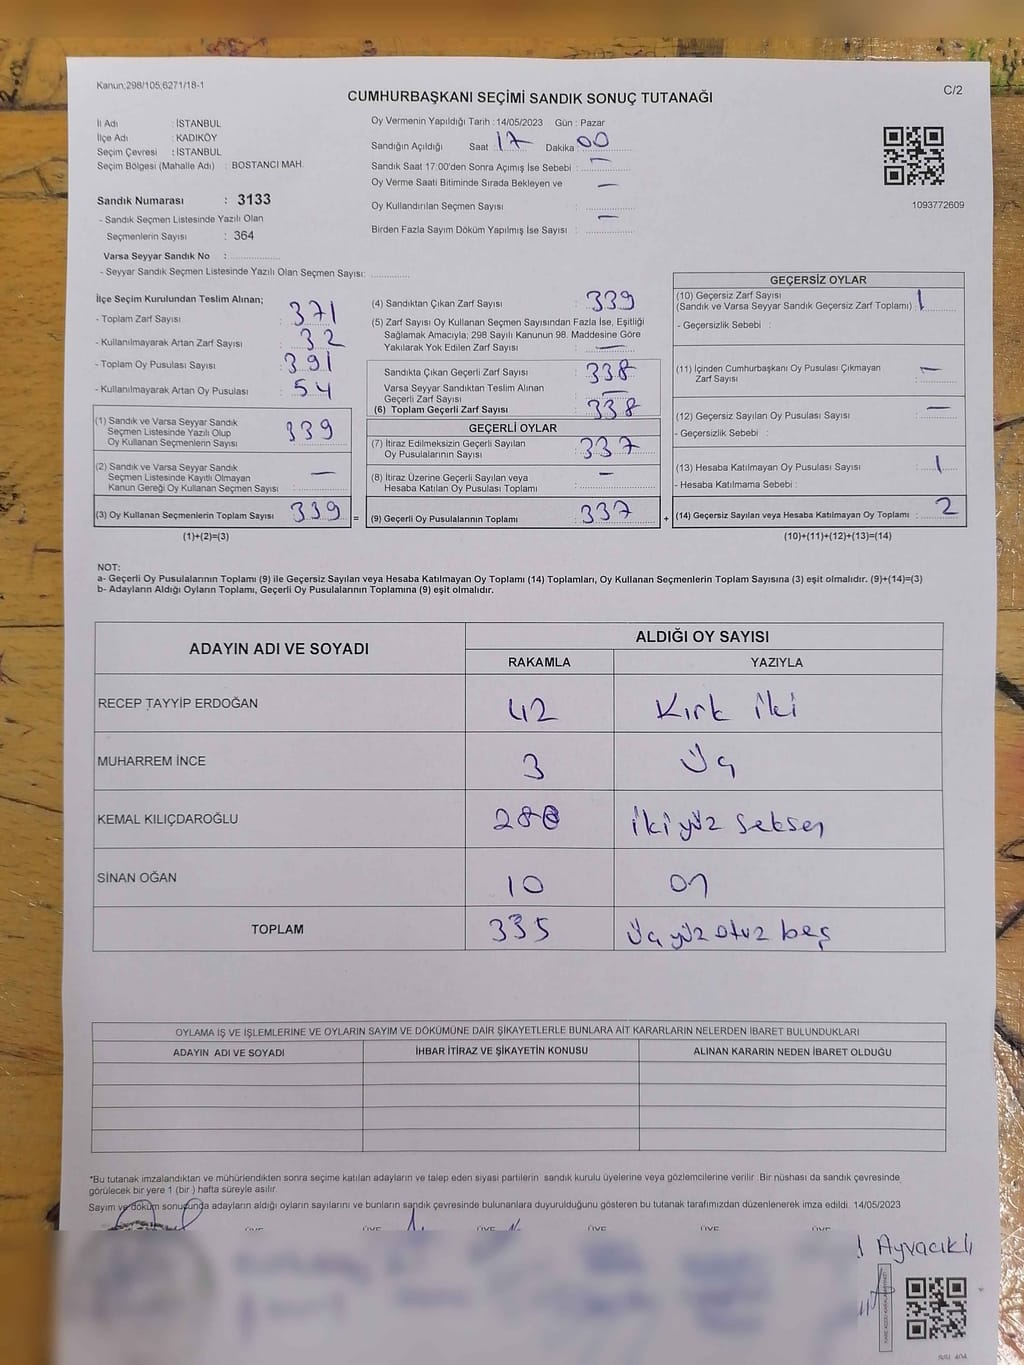 Kanun;298/105;6271/18-1
C/2
CUMHURBAŞKANI SEÇİMİ SANDIK SONUÇ TUTANAĞI
İl Adı : İSTANBUL
İlçe Adı : KADIKÖY
Seçim Çevresi : İSTANBUL
Seçim Bölgesi (Mahalle Adı) : BOSTANCI MAH.
Sandık Numarası : 3133
- Sandık Seçmen Listesinde Yazılı Olan
Seçmenlerin Sayısı : 364
Varsa Seyyar Sandık No :
- Seyyar Sandık Seçmen Listesinde Yazılı Olan Seçmen Sayısı:
Oy Vermenin Yapıldığı Tarih : 14/05/2023 Gün : Pazar
Sandığın Açıldığı Saat : 17 Dakika : 00
Sandık Saat 17:00'den Sonra Açımış İse Sebebi : —
Oy Verme Saati Bitiminde Sırada Bekleyen ve —
Oy Kullandırılan Seçmen Sayısı :
Birden Fazla Sayım Döküm Yapılmış İse Sayısı : —
1093772609
İlçe Seçim Kurulundan Teslim Alınan;
- Toplam Zarf Sayısı : 371
- Kullanılmayarak Artan Zarf Sayısı : 32
- Toplam Oy Pusulası Sayısı : 391
- Kullanılmayarak Artan Oy Pusulası : 54
(1) Sandık ve Varsa Seyyar Sandık
Seçmen Listesinde Yazılı Olup
Oy Kullanan Seçmenlerin Sayısı : 339
(2) Sandık ve Varsa Seyyar Sandık
Seçmen Listesinde Kayıtlı Olmayan
Kanun Gereği Oy Kullanan Seçmen Sayısı : —
(3) Oy Kullanan Seçmenlerin Toplam Sayısı : 339
(1)+(2)=(3)
(4) Sandıktan Çıkan Zarf Sayısı : 339
(5) Zarf Sayısı Oy Kullanan Seçmen Sayısından Fazla İse, Eşitliği
Sağlamak Amacıyla; 298 Sayılı Kanunun 98. Maddesine Göre
Yakılarak Yok Edilen Zarf Sayısı : —
Sandıkta Çıkan Geçerli Zarf Sayısı : 338
Varsa Seyyar Sandıktan Teslim Alınan
Geçerli Zarf Sayısı : —
(6) Toplam Geçerli Zarf Sayısı : 338
GEÇERLİ OYLAR
(7) İtiraz Edilmeksizin Geçerli Sayılan
Oy Pusulalarının Sayısı : 337
(8) İtiraz Üzerine Geçerli Sayılan veya
Hesaba Katılan Oy Pusulası Toplamı : —
= (9) Geçerli Oy Pusulalarının Toplamı : 337
GEÇERSİZ OYLAR
(10) Geçersiz Zarf Sayısı
(Sandık ve Varsa Seyyar Sandık Geçersiz Zarf Toplamı) : 1
- Geçersizlik Sebebi :
(11) İçinden Cumhurbaşkanı Oy Pusulası Çıkmayan
Zarf Sayısı : —
(12) Geçersiz Sayılan Oy Pusulası Sayısı : —
- Geçersizlik Sebebi :
(13) Hesaba Katılmayan Oy Pusulası Sayısı : 1
- Hesaba Katılmama Sebebi :
+ (14) Geçersiz Sayılan veya Hesaba Katılmayan Oy Toplamı : 2
(10)+(11)+(12)+(13)=(14)
NOT:
a- Geçerli Oy Pusulalarının Toplamı (9) ile Geçersiz Sayılan veya Hesaba Katılmayan Oy Toplamı (14) Toplamları, Oy Kullanan Seçmenlerin Toplam Sayısına (3) eşit olmalıdır. (9)+(14)=(3)
b- Adayların Aldığı Oyların Toplamı, Geçerli Oy Pusulalarının Toplamına (9) eşit olmalıdır.
ADAYIN ADI VE SOYADI
ALDIĞI OY SAYISI
RAKAMLA YAZIYLA
RECEP TAYYİP ERDOĞAN 42 Kırk iki
MUHARREM İNCE 3 Üç
KEMAL KILIÇDAROĞLU 280 İki yüz seksen
SİNAN OĞAN 10 On
TOPLAM 335 Üç yüz otuz beş
OYLAMA İŞ VE İŞLEMLERİNE VE OYLARIN SAYIM VE DÖKÜMÜNE DAİR ŞİKAYETLERLE BUNLARA AİT KARARLARIN NELERDEN İBARET BULUNDUKLARI
ADAYIN ADI VE SOYADI İHBAR İTİRAZ VE ŞİKAYETİN KONUSU ALINAN KARARIN NEDEN İBARET OLDUĞU
*Bu tutanak imzalandıktan ve mühürlendikten sonra seçime katılan adayların ve talep eden siyasi partilerin sandık kurulu üyelerine veya gözlemcilerine verilir. Bir nüshası da sandık çevresinde
görülecek bir yere 1 (bir) hafta süreyle asılır.
Sayım ve döküm sonucunda adayların aldığı oyların sayılarını ve bunların sandık çevresinde bulunanlara duyurulduğunu gösteren bu tutanak tarafımızdan düzenlenerek imza edildi. 14/05/2023
ÜYE ÜYE ÜYE ÜYE ÜYE ÜYE
Ayvacıklı